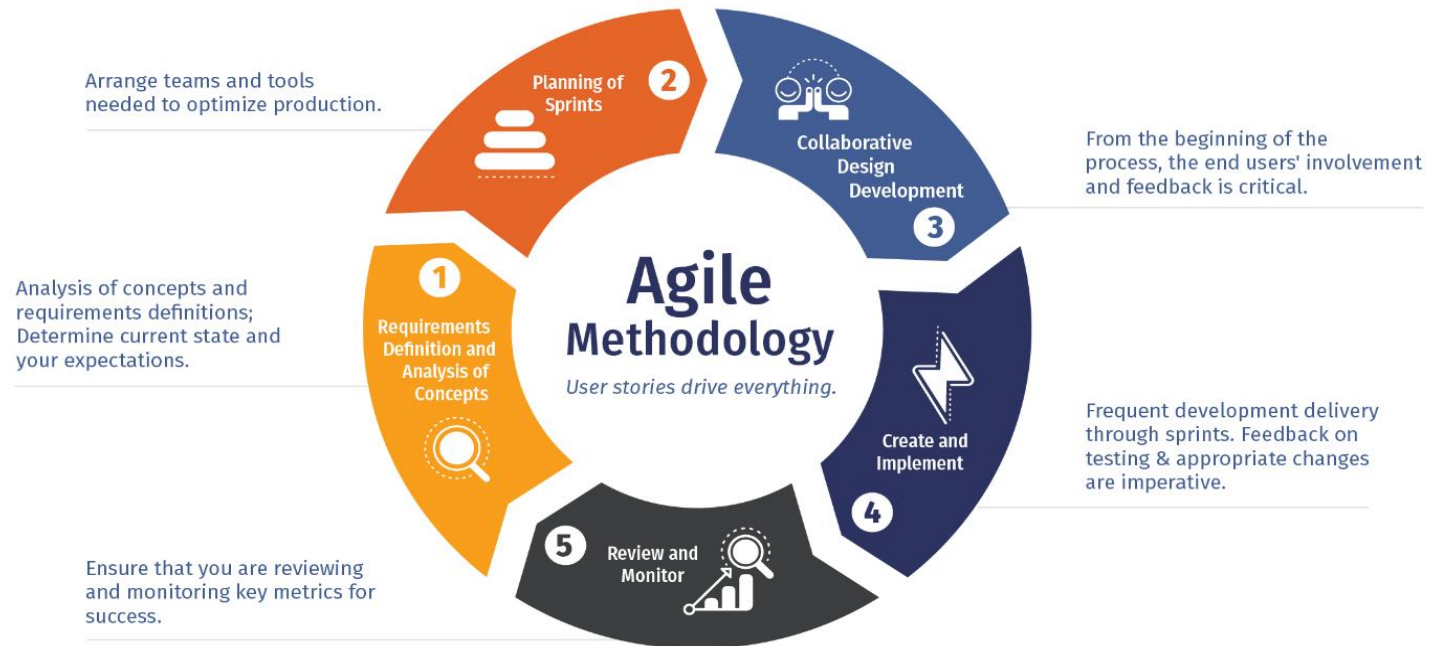 Arrange teams and tools
needed to optimize production.
Planning of
Sprints
2
Collaborative
Design
Development
3
From the beginning of the
process, the end users' involvement
and feedback is critical.
Analysis of concepts and
requirements definitions;
Determine current state and
your expectations.
1
Requirements
Definition and
Analysis of
Concepts
Agile
Methodology
User stories drive everything.
Create and
Implement
4
Frequent development delivery
through sprints. Feedback on
testing & appropriate changes
are imperative.
5
Review and
Monitor
Ensure that you are reviewing
and monitoring key metrics for
success.